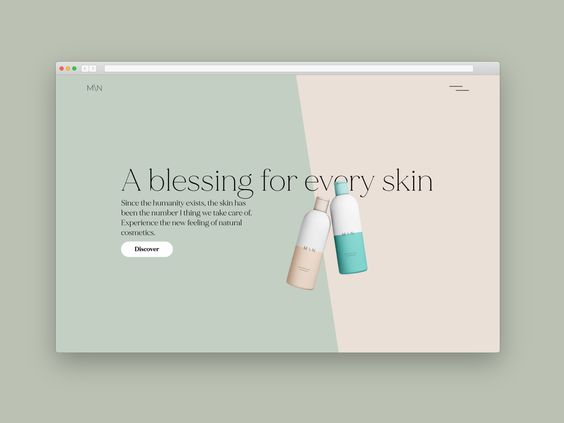 M\N
A blessing for every skin
Since the humanity exists, the skin has
been the number 1 thing we take care of.
Experience the new feeling of natural
cosmetics.
Discover
M\N
M\N